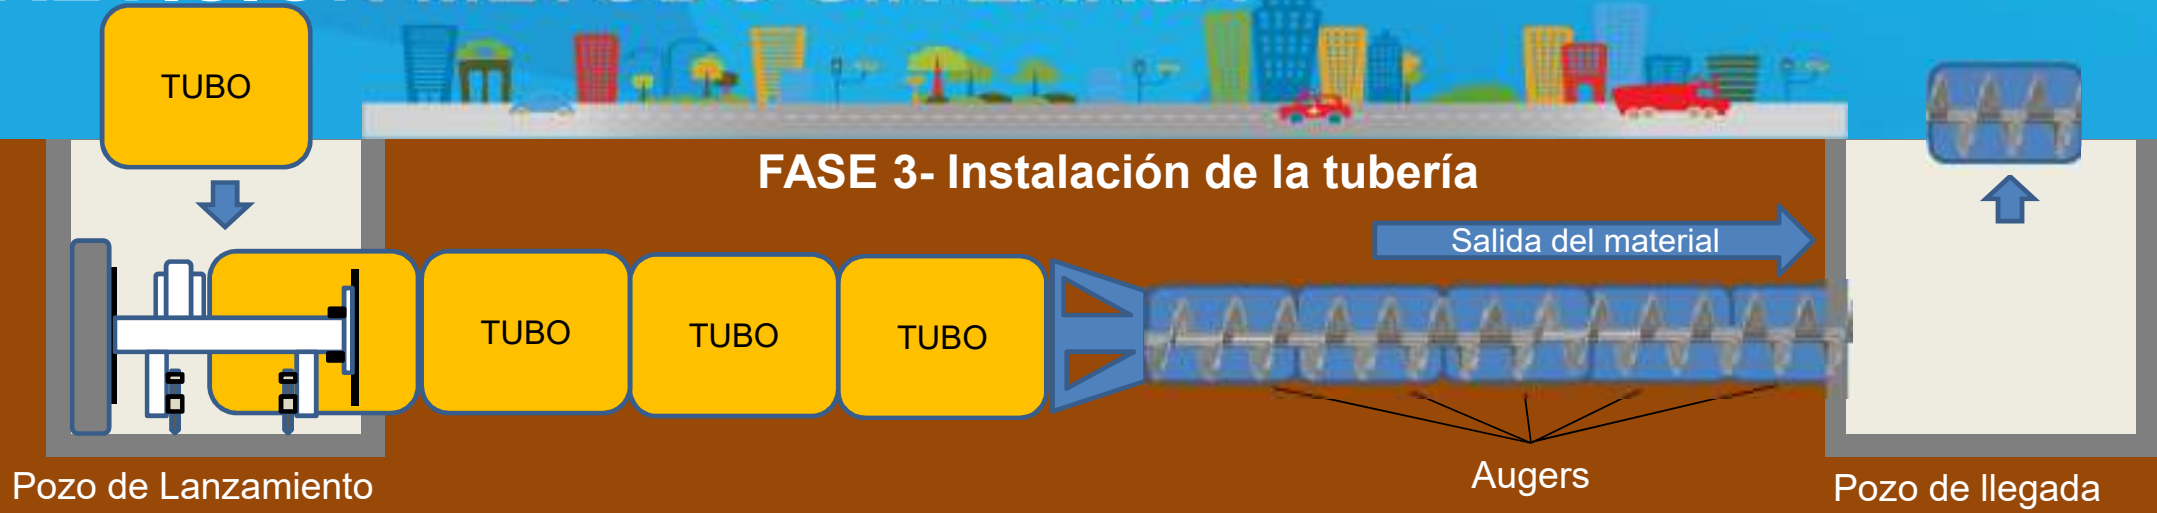 TUBO
FASE 3- Instalación de la tubería
Salida del material
TUBO
TUBO
TUBO
Augers
Pozo de Lanzamiento
Pozo de llegada